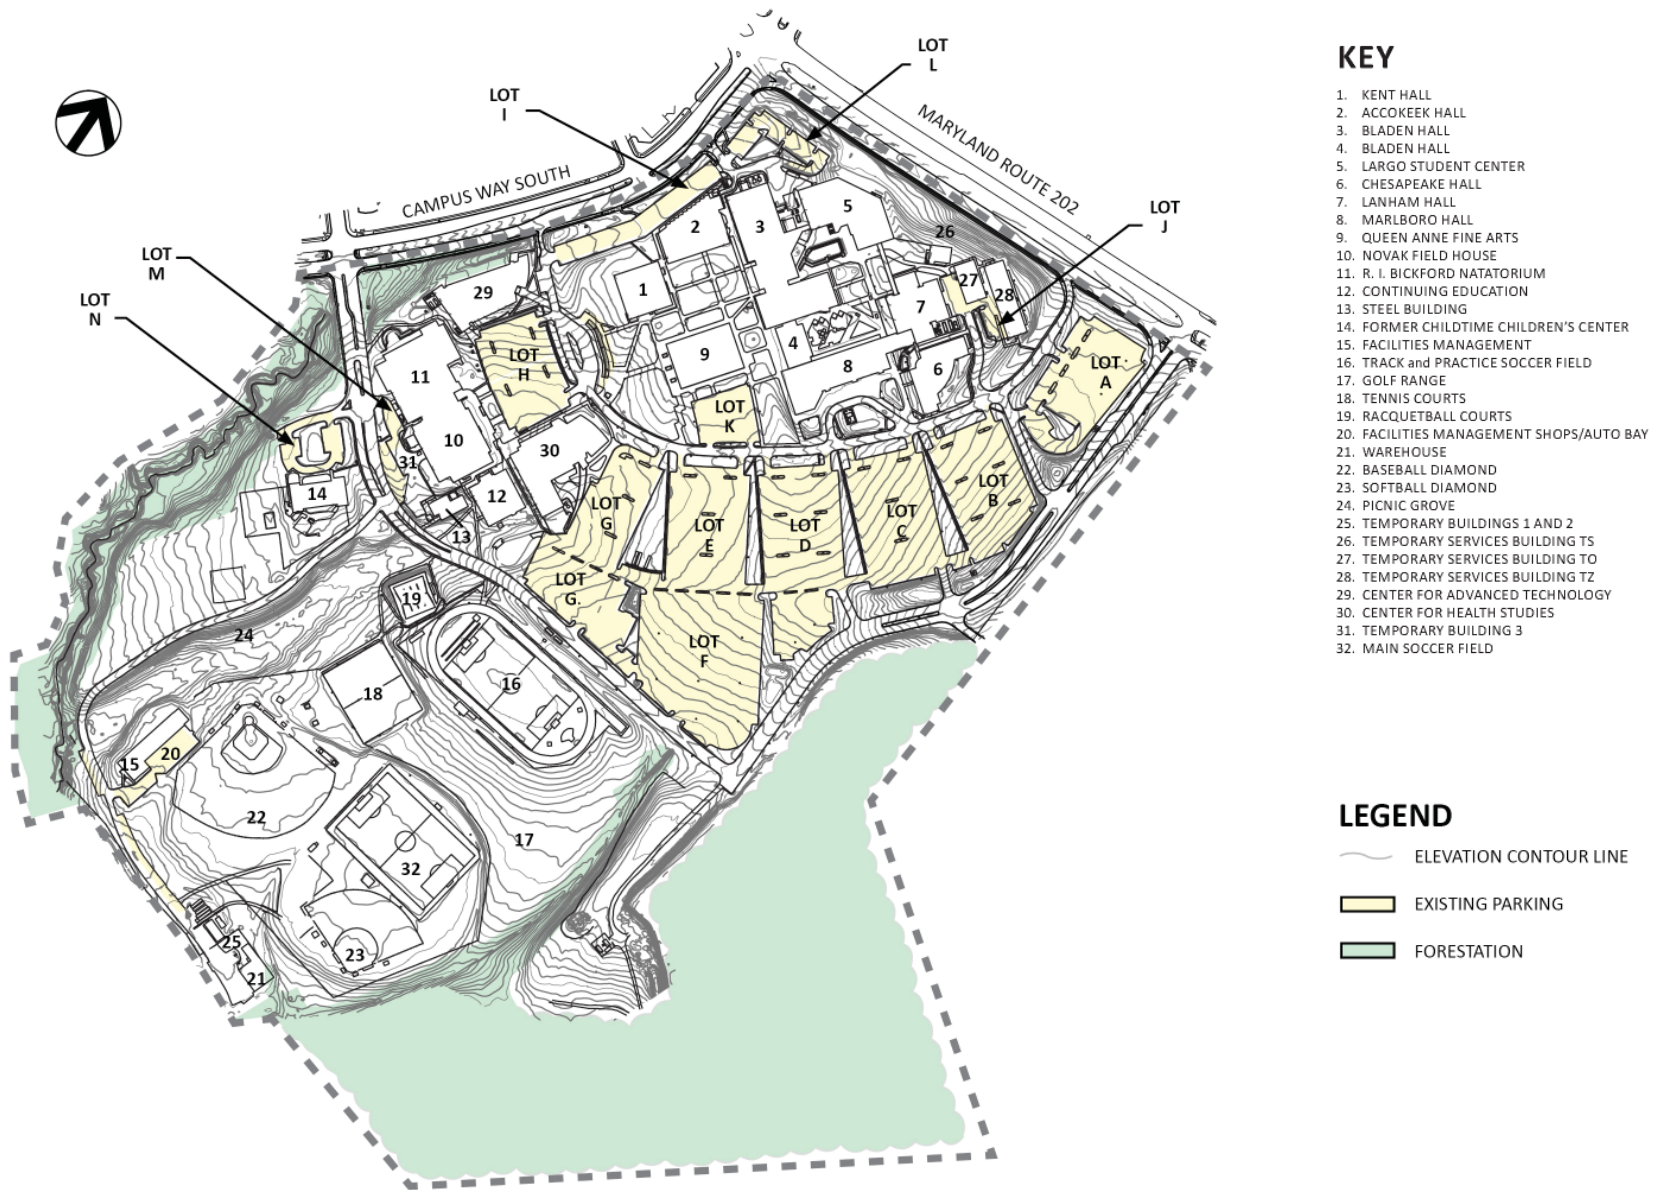 LOT
L
LOT
I
MARYLAND ROUTE 202
CAMPUS WAY SOUTH
LOT
J
LOT
M
LOT
N
5
2
3
26
27
28
29
1
7
4
LOT
H
9
8
6
LOT
A
11
LOT
K
10
30
31
14
12
13
LOT
G
LOT
E
LOT
D
LOT
C
LOT
B
LOT
G
19
24
LOT
F
16
18
15
20
22
17
32
25
23
21
KEY
1. KENT HALL
2. ACCOKEEK HALL
3. BLADEN HALL
4. BLADEN HALL
5. LARGO STUDENT CENTER
6. CHESAPEAKE HALL
7. LANHAM HALL
8. MARLBORO HALL
9. QUEEN ANNE FINE ARTS
10. NOVAK FIELD HOUSE
11. R. I. BICKFORD NATATORIUM
12. CONTINUING EDUCATION
13. STEEL BUILDING
14. FORMER CHILDTIME CHILDREN'S CENTER
15. FACILITIES MANAGEMENT
16. TRACK and PRACTICE SOCCER FIELD
17. GOLF RANGE
18. TENNIS COURTS
19. RACQUETBALL COURTS
20. FACILITIES MANAGEMENT SHOPS/AUTO BAY
21. WAREHOUSE
22. BASEBALL DIAMOND
23. SOFTBALL DIAMOND
24. PICNIC GROVE
25. TEMPORARY BUILDINGS 1 AND 2
26. TEMPORARY SERVICES BUILDING TS
27. TEMPORARY SERVICES BUILDING TO
28. TEMPORARY SERVICES BUILDING TZ
29. CENTER FOR ADVANCED TECHNOLOGY
30. CENTER FOR HEALTH STUDIES
31. TEMPORARY BUILDING 3
32. MAIN SOCCER FIELD
LEGEND
ELEVATION CONTOUR LINE
EXISTING PARKING
FORESTATION